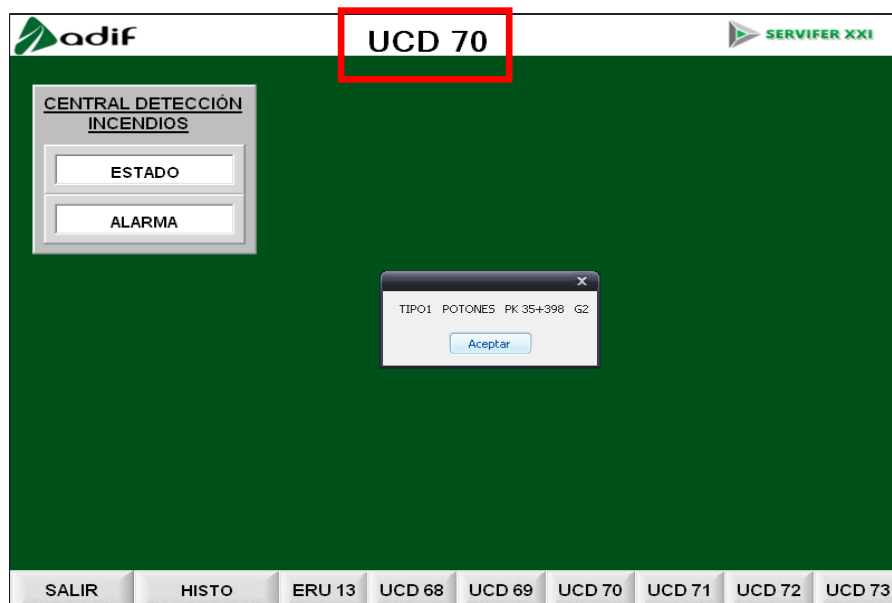 adif
UCD 70
SERVIFER XXI
CENTRAL DETECCIÓN
INCENDIOS
ESTADO
ALARMA
x
TIPO1 POTONES PK 35+398 G2
Aceptar
SALIR HISTO ERU 13 UCD 68 UCD 69 UCD 70 UCD 71 UCD 72 UCD 73